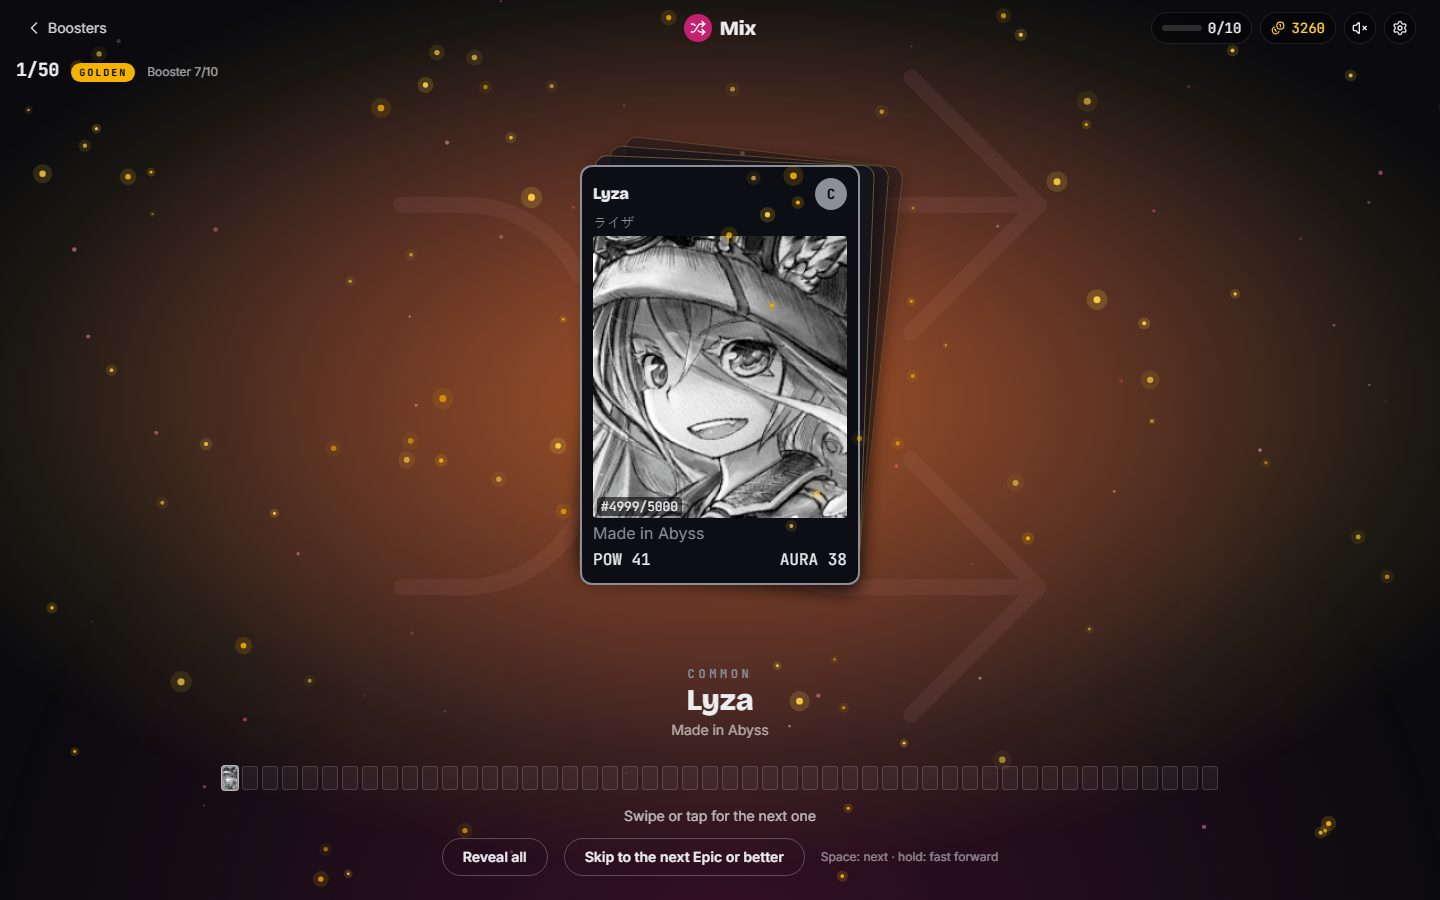 Boosters
Mix
0/10
3260
1/50
GOLDEN
Booster 7/10
Lyza
C
ライザ
#4999/5000
Made in Abyss
POW 41
AURA 38
COMMON
Lyza
Made in Abyss
Swipe or tap for the next one
Reveal all
Skip to the next Epic or better
Space: next · hold: fast forward